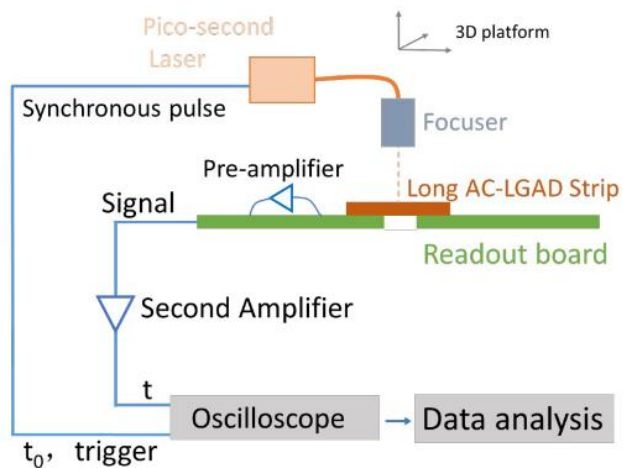 Pico-second
Laser
3D platform
Synchronous pulse
Focuser
Pre-amplifier
Long AC-LGAD Strip
Signal
Readout board
Second Amplifier
t
Oscilloscope
Data analysis
t₀, trigger